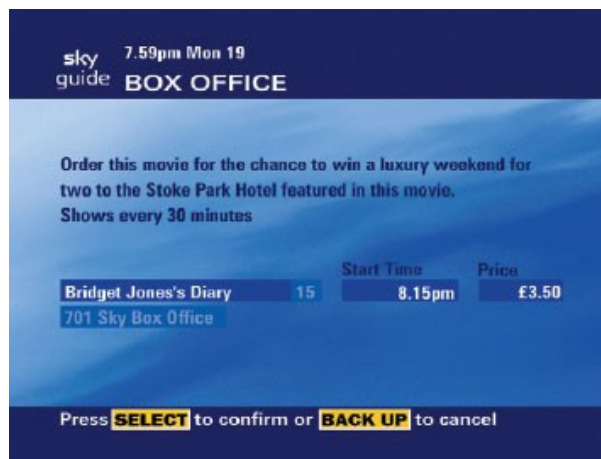 sky 7.59pm Mon 19
guide BOX OFFICE
Order this movie for the chance to win a luxury weekend for
two to the Stoke Park Hotel featured in this movie.
Shows every 30 minutes
Start Time Price
Bridget Jones's Diary 15 8.15pm £3.50
701 Sky Box Office
Press SELECT to confirm or BACK UP to cancel